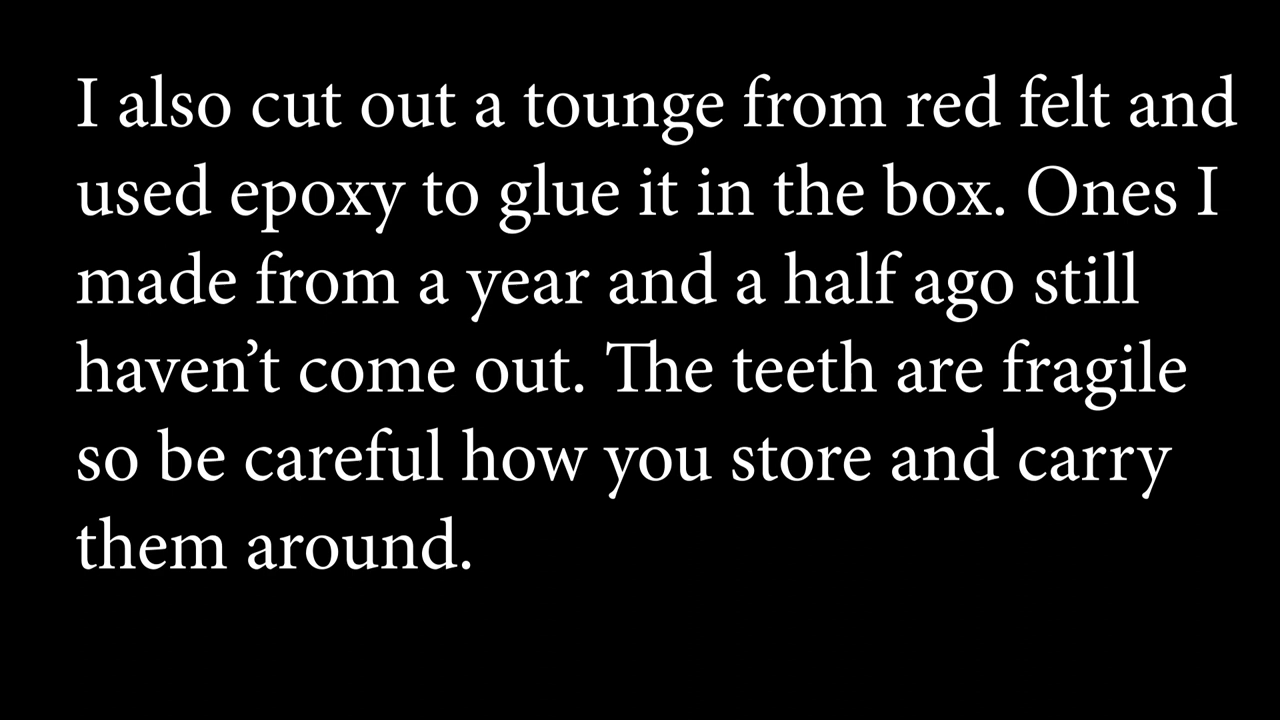 I also cut out a tounge from red felt and
used epoxy to glue it in the box. Ones I
made from a year and a half ago still
haven’t come out. The teeth are fragile
so be careful how you store and carry
them around.